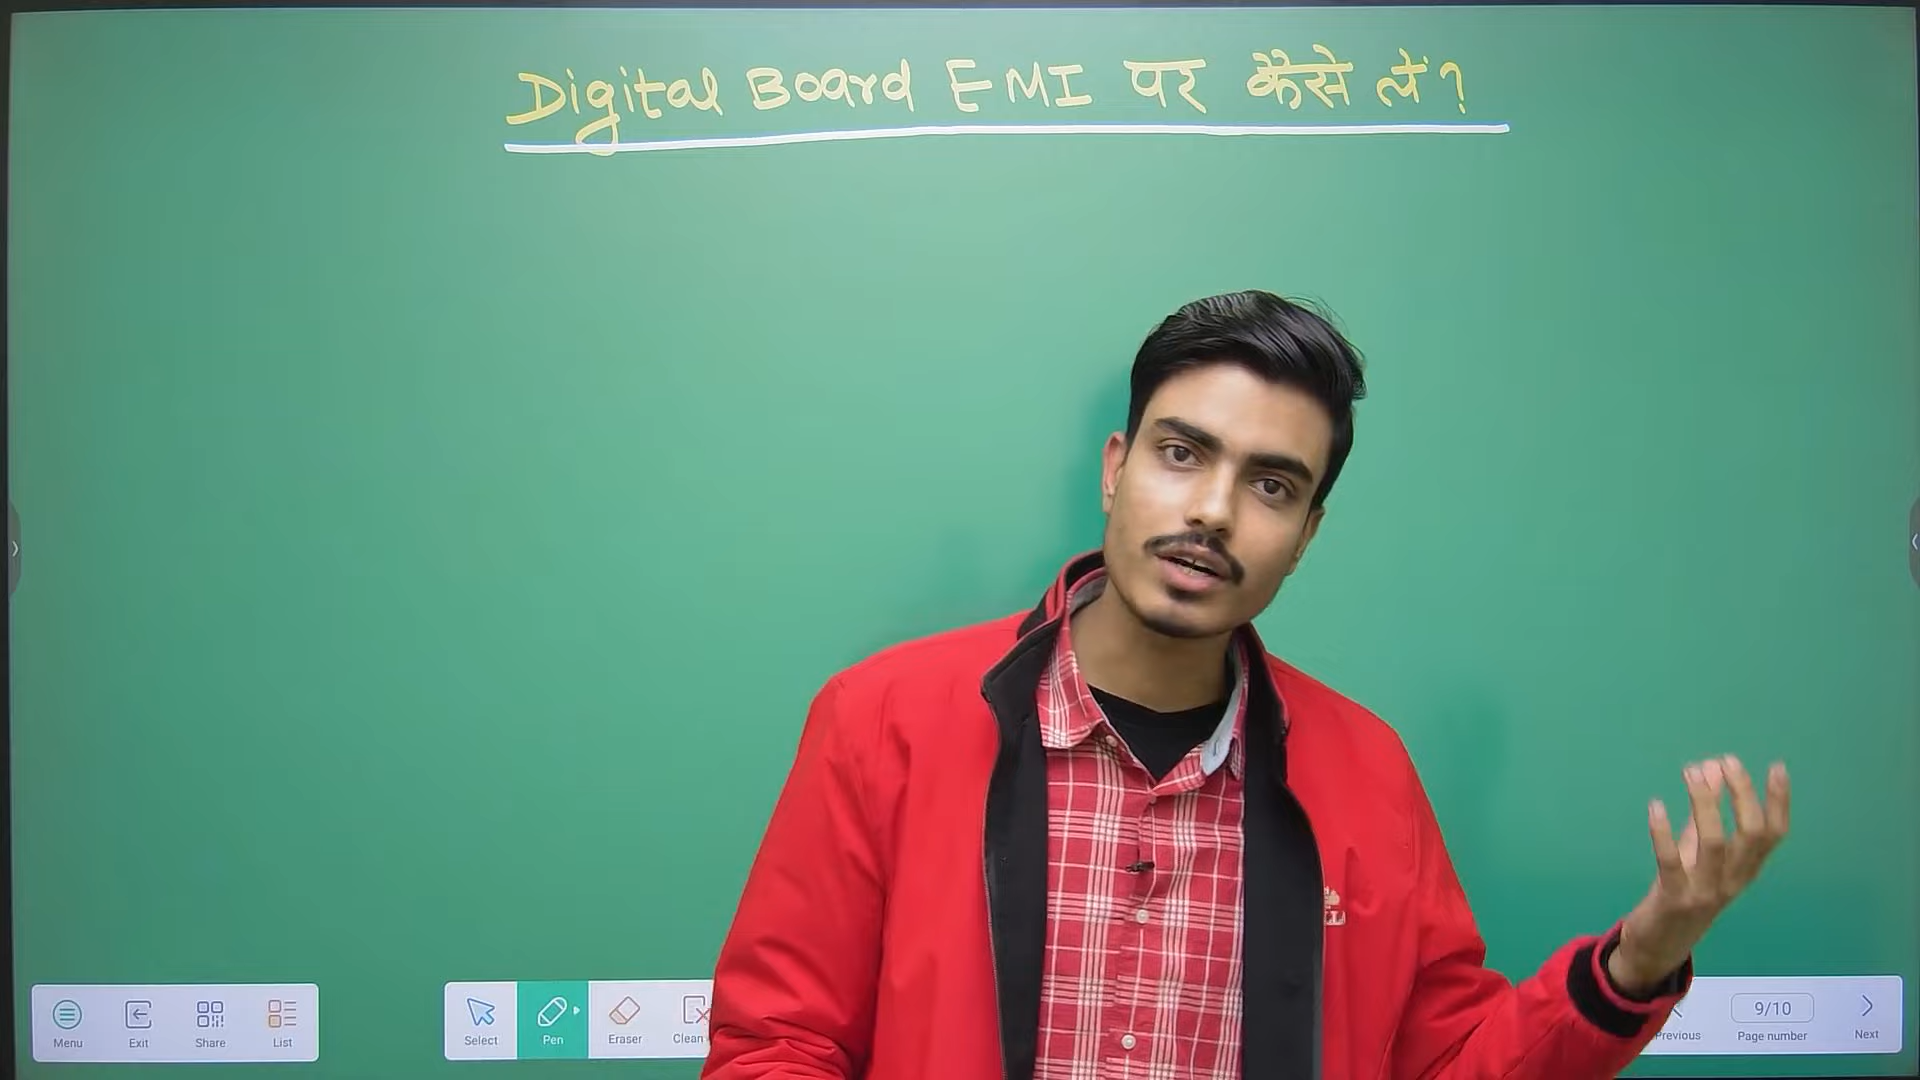 Digital Board EMI पर कैसे लें?
Menu
Exit
Share
List
Select
Pen
Eraser
Clean
Previous
9/10
Page number
Next